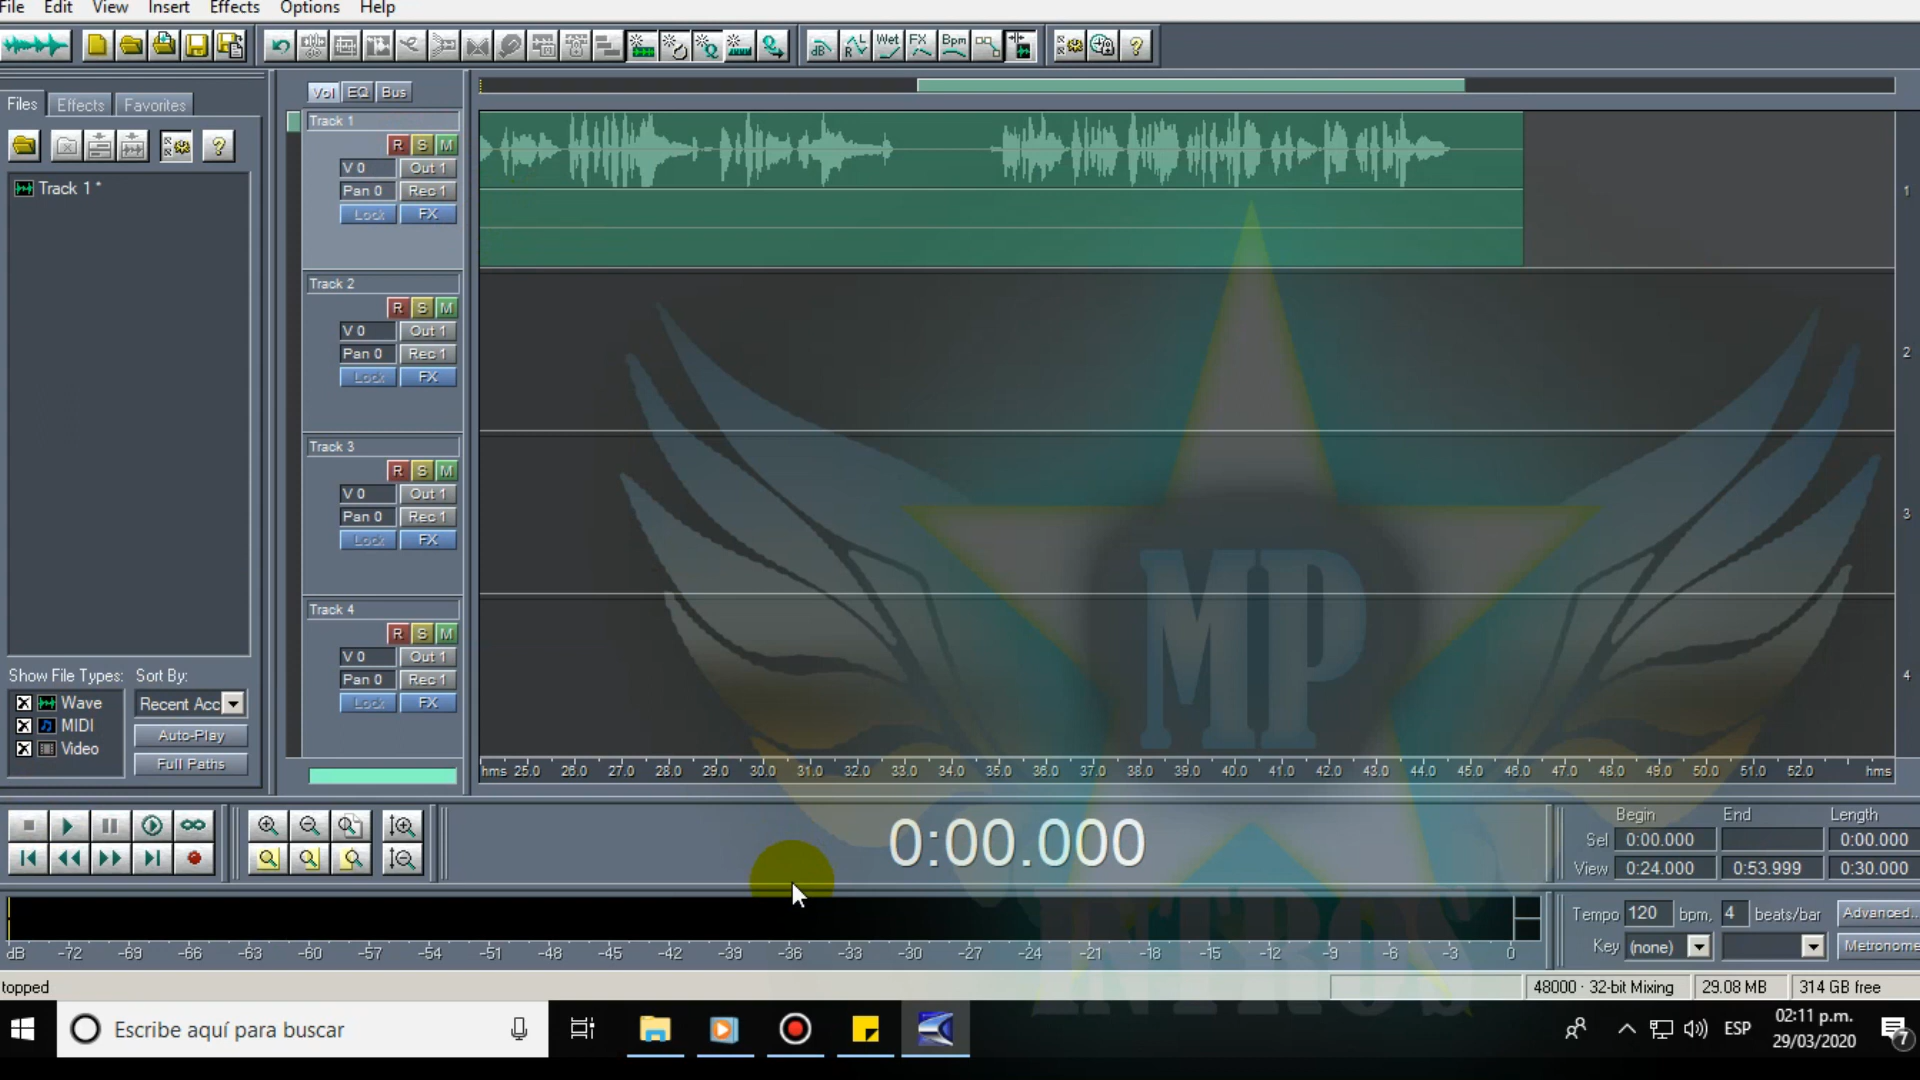 File Edit View Insert Effects Options Help
dB L R Wet FX Bpm ?
Files Effects Favorites
Vol EQ Bus
?
Track 1 *
Track 1
R S M
V 0 Out 1
Pan 0 Rec 1
Lock FX
1
Track 2
R S M
V 0 Out 1
Pan 0 Rec 1
Lock FX
2
Track 3
R S M
V 0 Out 1
Pan 0 Rec 1
Lock FX
3
Track 4
R S M
V 0 Out 1
Pan 0 Rec 1
Lock FX
4
MP
INTROS
Show File Types: Sort By:
Wave Recent Acc
MIDI Auto-Play
Video Full Paths
hms 25.0 26.0 27.0 28.0 29.0 30.0 31.0 32.0 33.0 34.0 35.0 36.0 37.0 38.0 39.0 40.0 41.0 42.0 43.0 44.0 45.0 46.0 47.0 48.0 49.0 50.0 51.0 52.0 hms
0:00.000
Begin End Length
Sel 0:00.000 0:00.000
View 0:24.000 0:53.999 0:30.000
dB -72 -69 -66 -63 -60 -57 -54 -51 -48 -45 -42 -39 -36 -33 -30 -27 -24 -21 -18 -15 -12 -9 -6 -3 0
Tempo 120 bpm, 4 beats/bar Advanced..
Key (none) Metronome
topped
48000 · 32-bit Mixing 29.08 MB 314 GB free
Escribe aquí para buscar
ESP
02:11 p.m.
29/03/2020
7